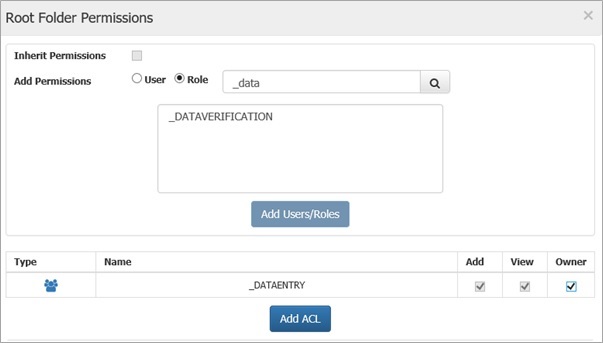 Root Folder Permissions
Inherit Permissions
Add Permissions User Role _data
_DATAVERIFICATION
Add Users/Roles
Type Name Add View Owner
_DATAENTRY
Add ACL